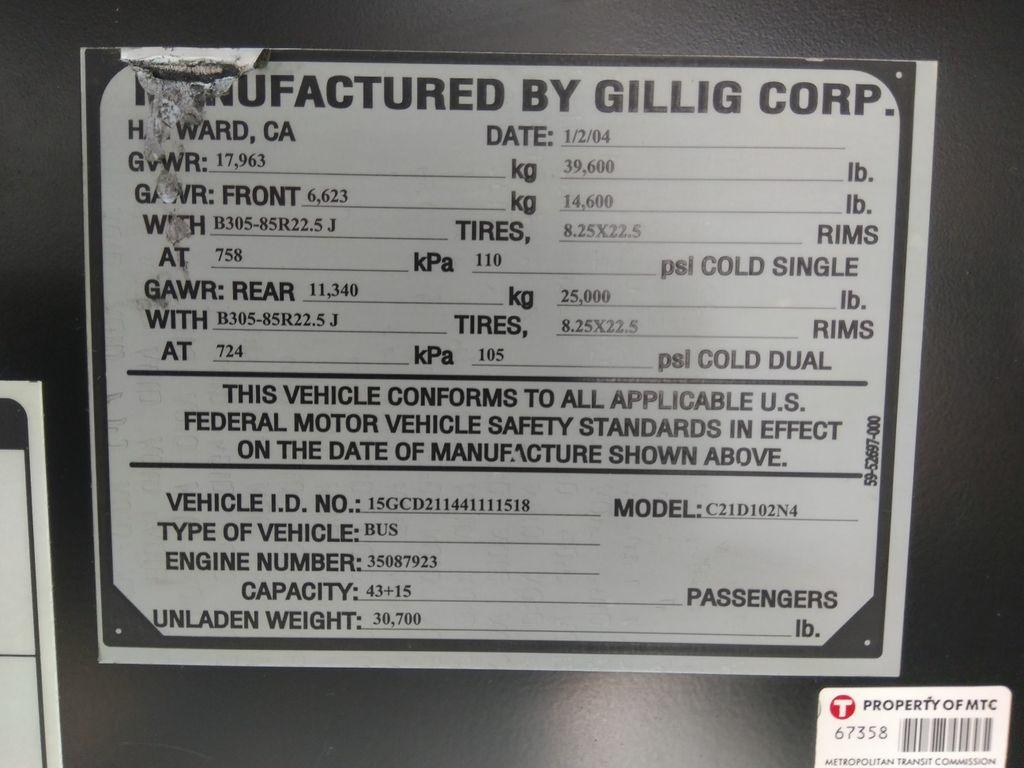 MANUFACTURED BY GILLIG CORP.
HAYWARD, CA DATE: 1/2/04
GVWR: 17,963 kg 39,600 lb.
GAWR: FRONT 6,623 kg 14,600 lb.
WITH B305-85R22.5 J TIRES, 8.25X22.5 RIMS
AT 758 kPa 110 psi COLD SINGLE
GAWR: REAR 11,340 kg 25,000 lb.
WITH B305-85R22.5 J TIRES, 8.25X22.5 RIMS
AT 724 kPa 105 psi COLD DUAL
THIS VEHICLE CONFORMS TO ALL APPLICABLE U.S.
FEDERAL MOTOR VEHICLE SAFETY STANDARDS IN EFFECT
ON THE DATE OF MANUFACTURE SHOWN ABOVE.
59-52697-000
VEHICLE I.D. NO.: 15GCD211441111518 MODEL: C21D102N4
TYPE OF VEHICLE: BUS
ENGINE NUMBER: 35087923
CAPACITY: 43+15 PASSENGERS
UNLADEN WEIGHT: 30,700 lb.
T PROPERTY OF MTC
67358
METROPOLITAN TRANSIT COMMISSION